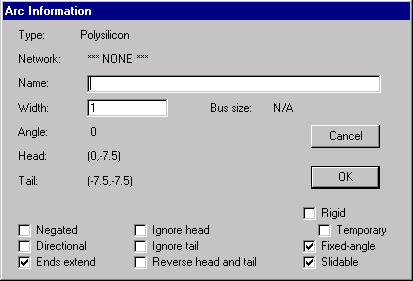 Arc Information
Type: Polysilicon
Network: *** NONE ***
Name:
Width: 1 Bus size: N/A
Angle: 0
Cancel
Head: (0,-7.5)
Tail: (-7.5,-7.5)
OK
Rigid
Negated Ignore head Temporary
Directional Ignore tail Fixed-angle
Ends extend Reverse head and tail Slidable